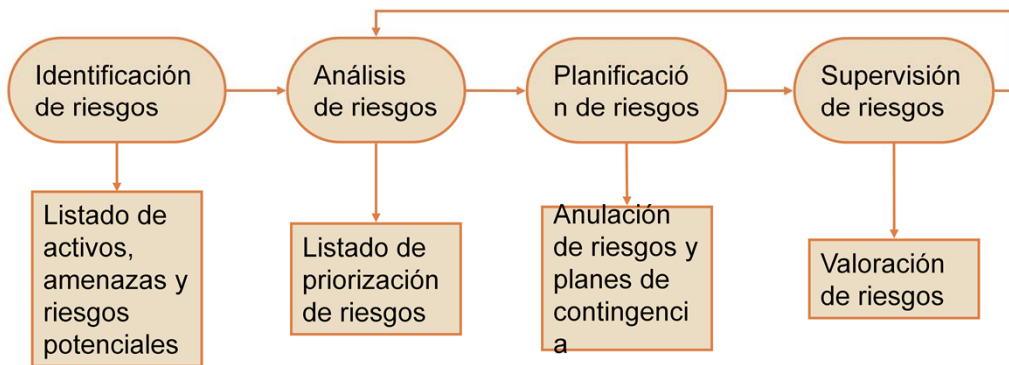 Identificación
de riesgos
Análisis
de riesgos
Planificació
n de riesgos
Supervisión
de riesgos
Listado de
activos,
amenazas y
riesgos
potenciales
Listado de
priorización
de riesgos
Anulación
de riesgos y
planes de
contingenci
a
Valoración
de riesgos